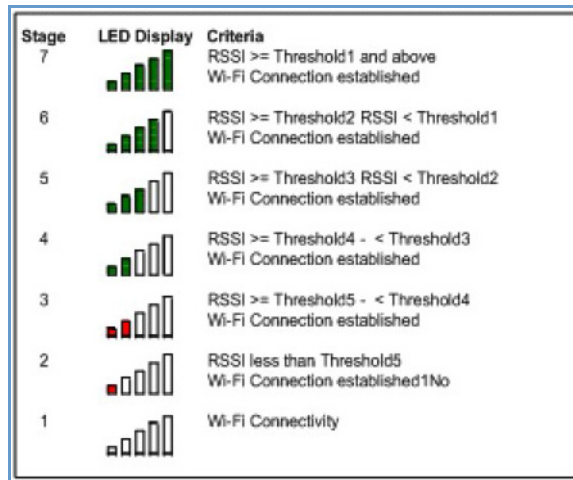 Stage LED Display Criteria
7 RSSI >= Threshold1 and above
Wi-Fi Connection established
6 RSSI >= Threshold2 RSSI < Threshold1
Wi-Fi Connection established
5 RSSI >= Threshold3 RSSI < Threshold2
Wi-Fi Connection established
4 RSSI >= Threshold4 - < Threshold3
Wi-Fi Connection established
3 RSSI >= Threshold5 - < Threshold4
Wi-Fi Connection established
2 RSSI less than Threshold5
Wi-Fi Connection established1No
1 Wi-Fi Connectivity